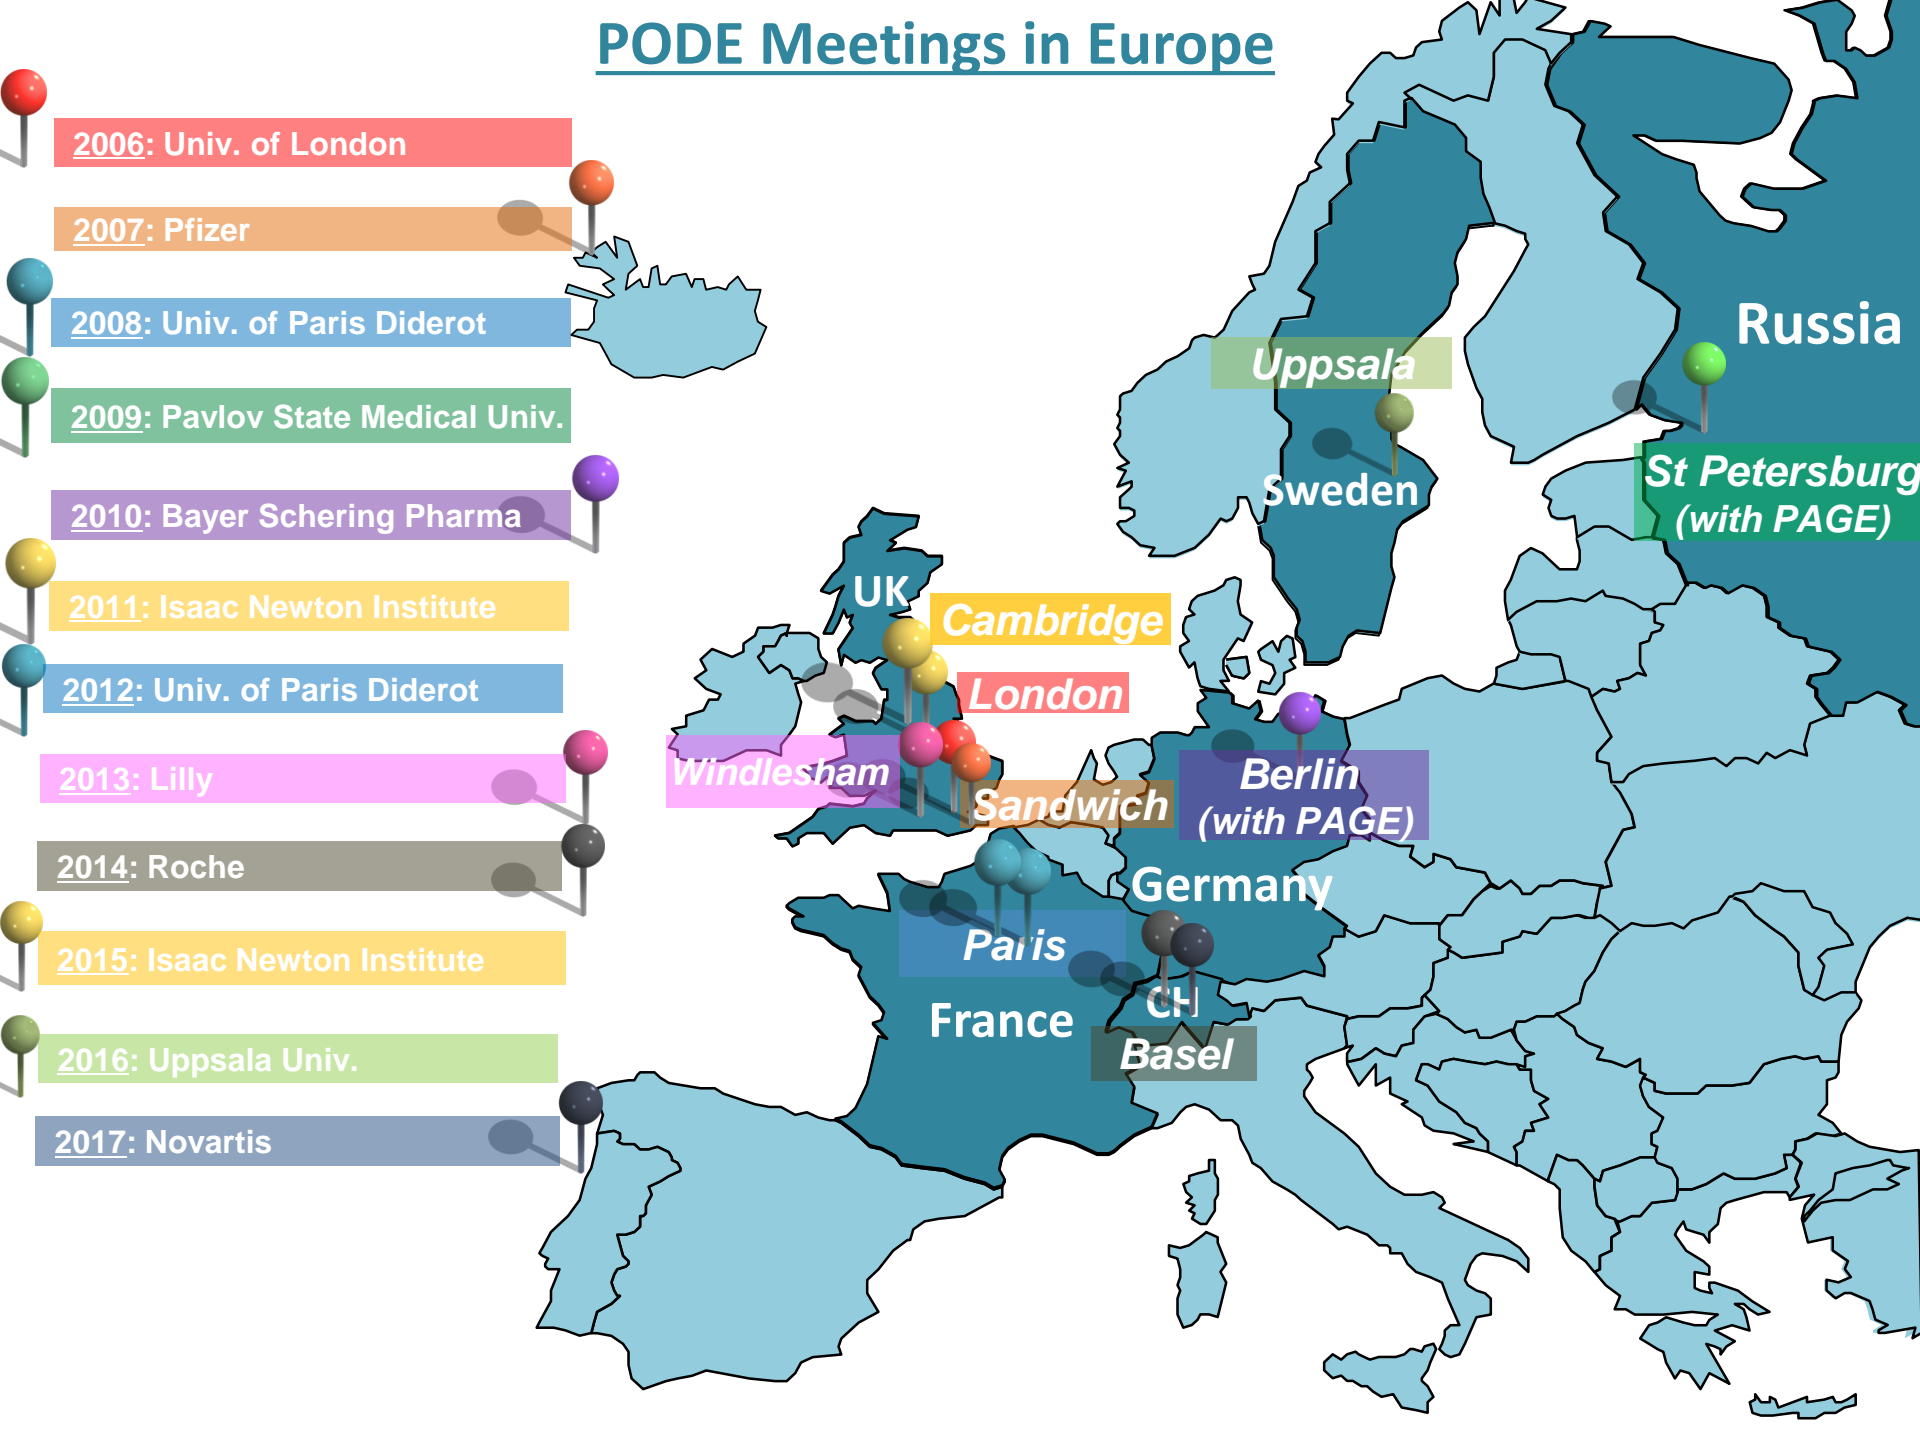 PODE Meetings in Europe
2006: Univ. of London
2007: Pfizer
2008: Univ. of Paris Diderot
2009: Pavlov State Medical Univ.
2010: Bayer Schering Pharma
2011: Isaac Newton Institute
2012: Univ. of Paris Diderot
2013: Lilly
2014: Roche
2015: Isaac Newton Institute
2016: Uppsala Univ.
2017: Novartis
Russia
Uppsala
Sweden
St Petersburg
(with PAGE)
UK
Cambridge
London
Windlesham
Sandwich
Berlin
(with PAGE)
Germany
Paris
France
CH
Basel